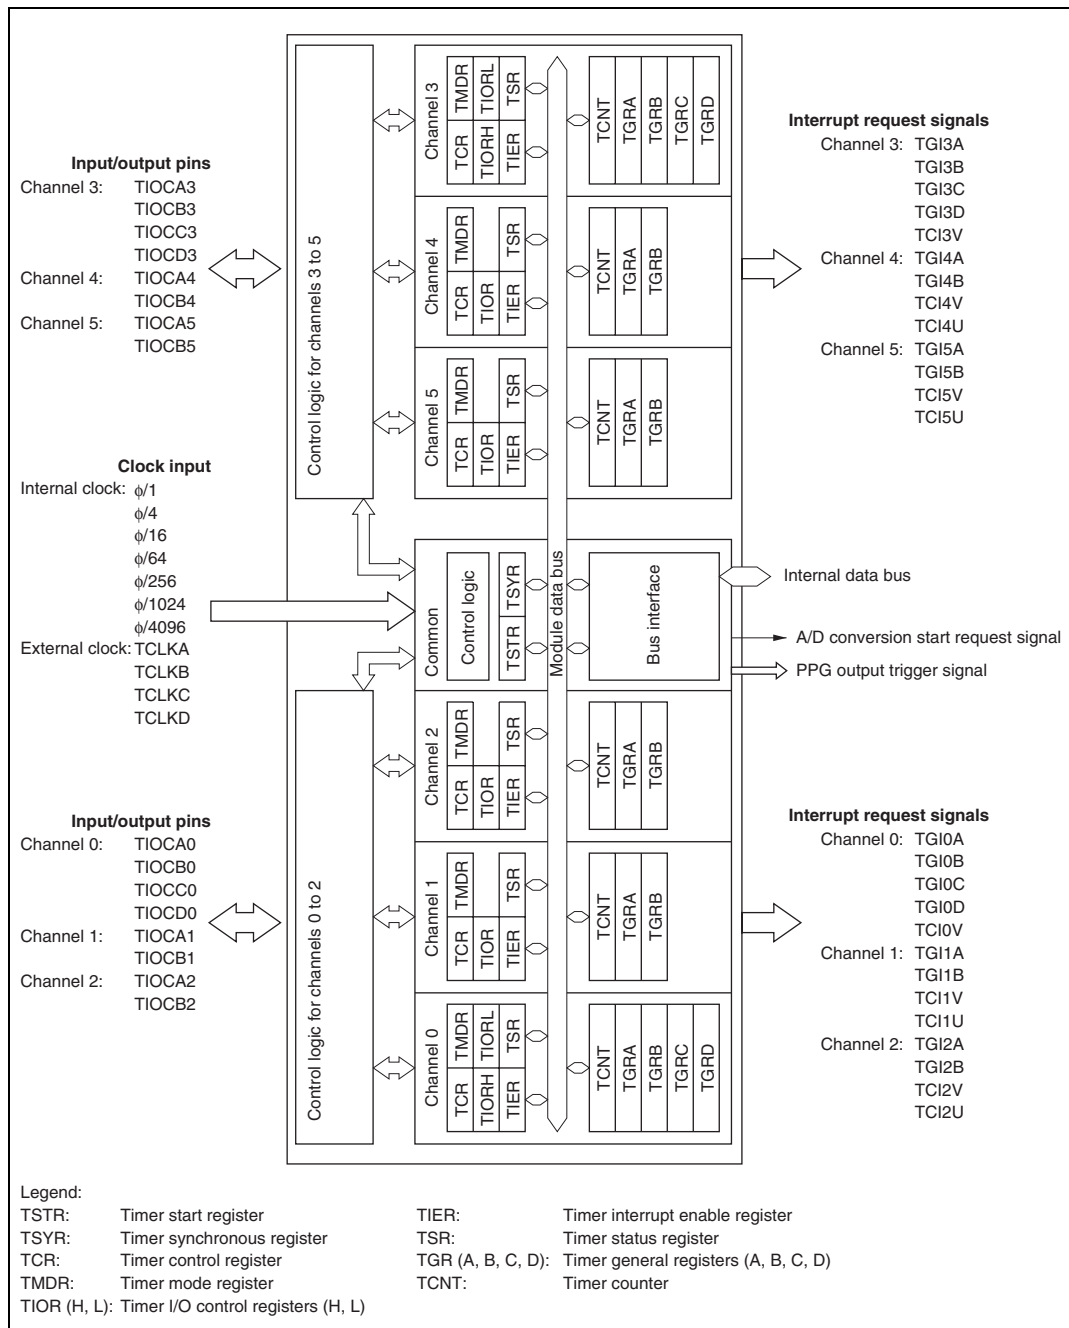 Input/output pins
Channel 3: TIOCA3
TIOCB3
TIOCC3
TIOCD3
Channel 4: TIOCA4
TIOCB4
Channel 5: TIOCA5
TIOCB5
Clock input
Internal clock: ϕ/1
ϕ/4
ϕ/16
ϕ/64
ϕ/256
ϕ/1024
ϕ/4096
External clock: TCLKA
TCLKB
TCLKC
TCLKD
Input/output pins
Channel 0: TIOCA0
TIOCB0
TIOCC0
TIOCD0
Channel 1: TIOCA1
TIOCB1
Channel 2: TIOCA2
TIOCB2
Control logic for channels 3 to 5
Control logic for channels 0 to 2
Channel 3
TCR TMDR
TIORH TIORL
TIER TSR
TCNT
TGRA
TGRB
TGRC
TGRD
Channel 4
TCR TMDR
TIOR
TIER TSR
TCNT
TGRA
TGRB
Channel 5
TCR TMDR
TIOR
TIER TSR
TCNT
TGRA
TGRB
Common
Control logic
TSTR TSYR
Module data bus
Bus interface
Channel 2
TCR TMDR
TIOR
TIER TSR
TCNT
TGRA
TGRB
Channel 1
TCR TMDR
TIOR
TIER TSR
TCNT
TGRA
TGRB
Channel 0
TCR TMDR
TIORH TIORL
TIER TSR
TCNT
TGRA
TGRB
TGRC
TGRD
Interrupt request signals
Channel 3: TGI3A
TGI3B
TGI3C
TGI3D
TCI3V
Channel 4: TGI4A
TGI4B
TCI4V
TCI4U
Channel 5: TGI5A
TGI5B
TCI5V
TCI5U
Internal data bus
A/D conversion start request signal
PPG output trigger signal
Interrupt request signals
Channel 0: TGI0A
TGI0B
TGI0C
TGI0D
TCI0V
Channel 1: TGI1A
TGI1B
TCI1V
TCI1U
Channel 2: TGI2A
TGI2B
TCI2V
TCI2U
Legend:
TSTR: Timer start register
TSYR: Timer synchronous register
TCR: Timer control register
TMDR: Timer mode register
TIOR (H, L): Timer I/O control registers (H, L)
TIER: Timer interrupt enable register
TSR: Timer status register
TGR (A, B, C, D): Timer general registers (A, B, C, D)
TCNT: Timer counter